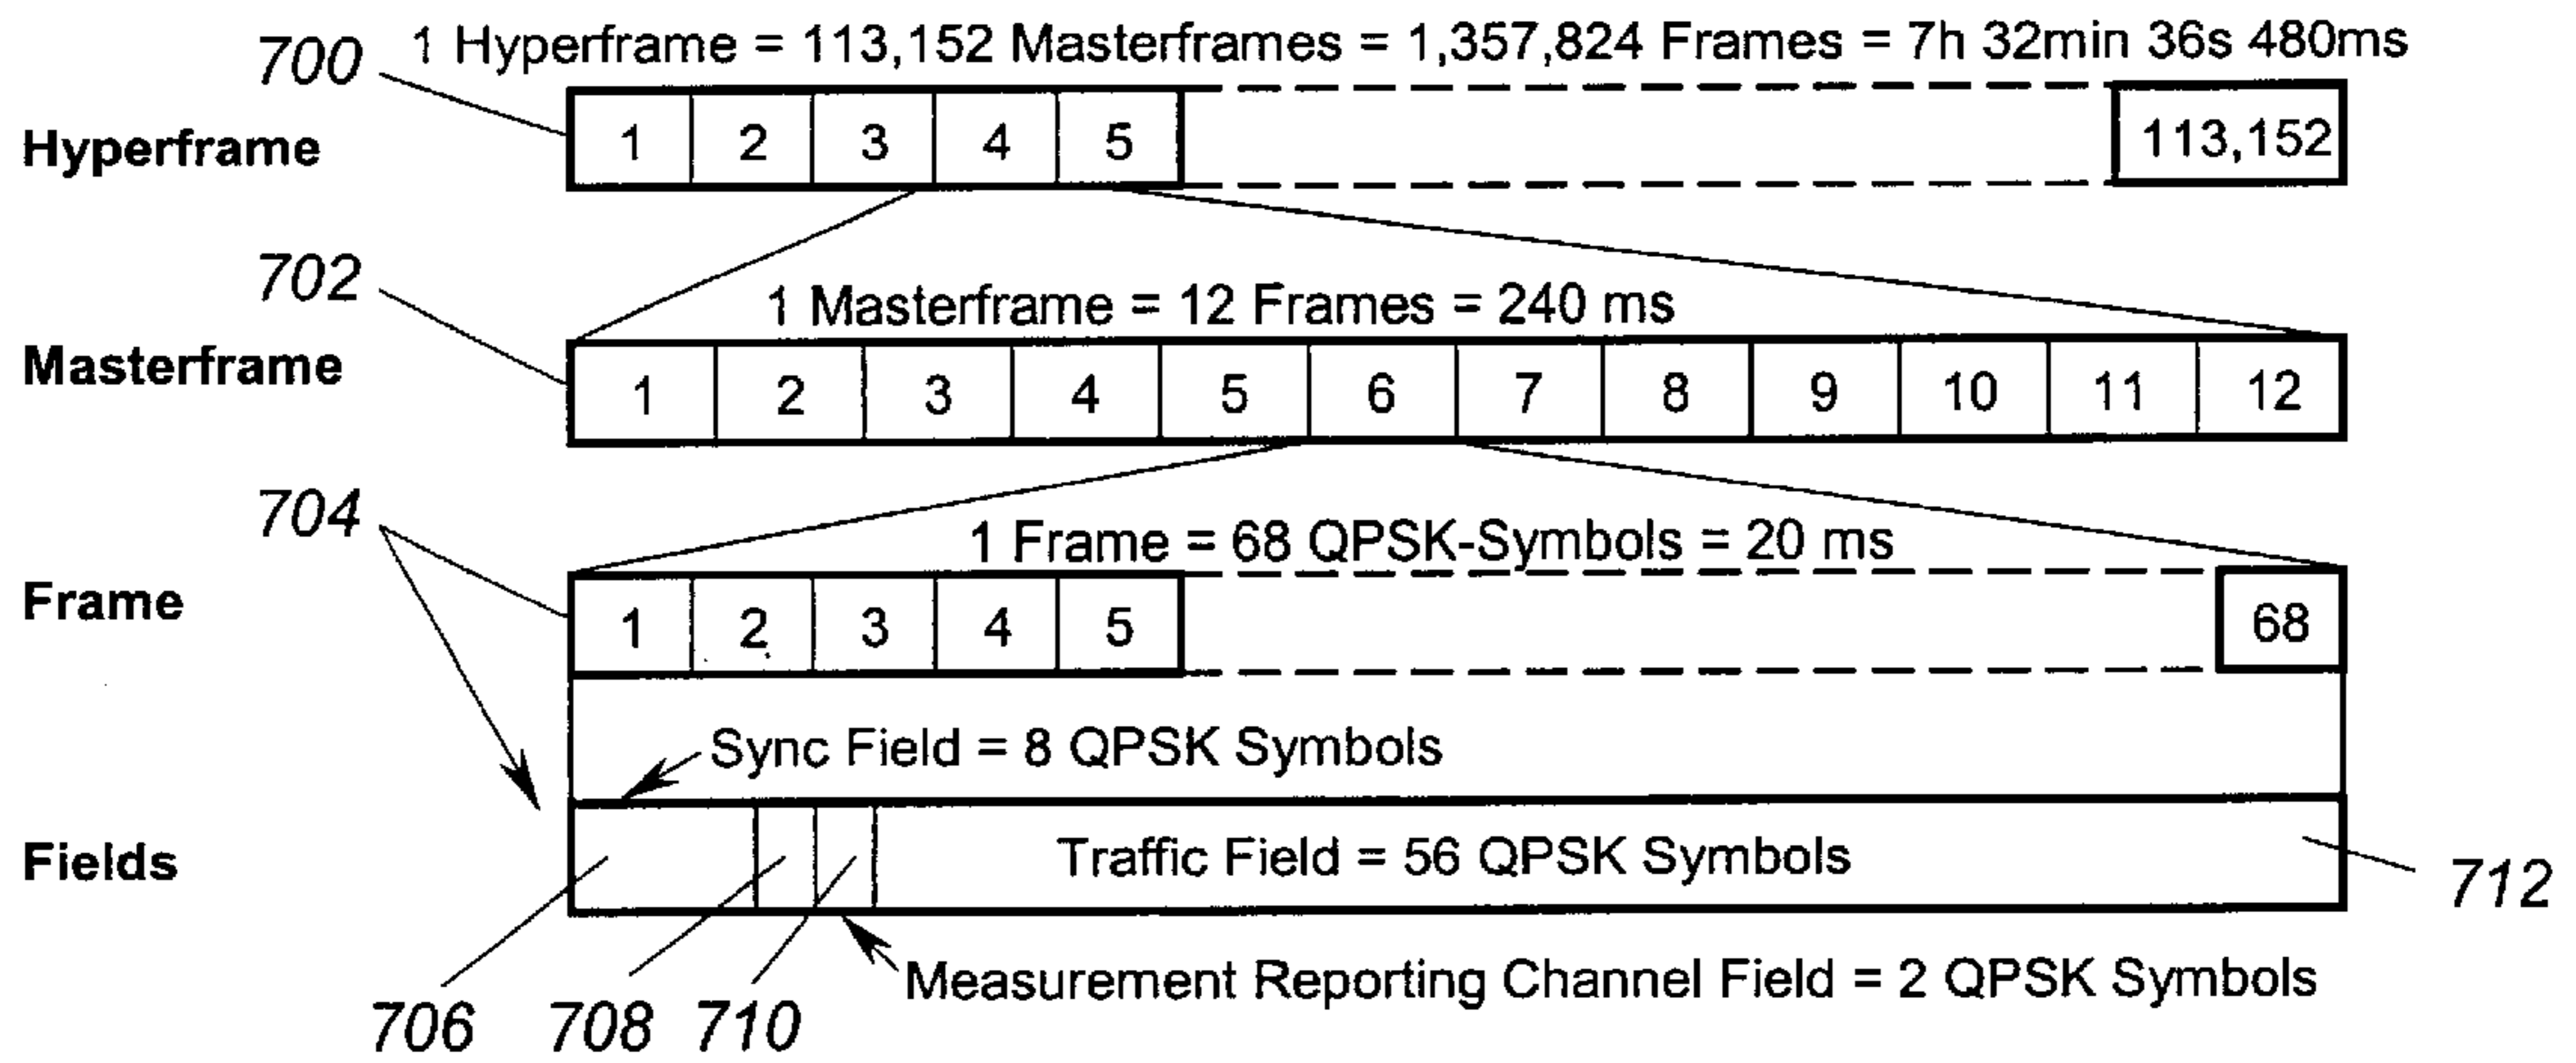 700
1 Hyperframe = 113,152 Masterframes = 1,357,824 Frames = 7h 32min 36s 480ms
Hyperframe
1 2 3 4 5 113,152
702
1 Masterframe = 12 Frames = 240 ms
Masterframe
1 2 3 4 5 6 7 8 9 10 11 12
704
1 Frame = 68 QPSK-Symbols = 20 ms
Frame
1 2 3 4 5 68
Sync Field = 8 QPSK Symbols
Fields
Traffic Field = 56 QPSK Symbols
712
Measurement Reporting Channel Field = 2 QPSK Symbols
706 708 710